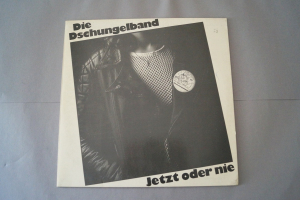 Die
Dschungelband
Jetzt oder nie